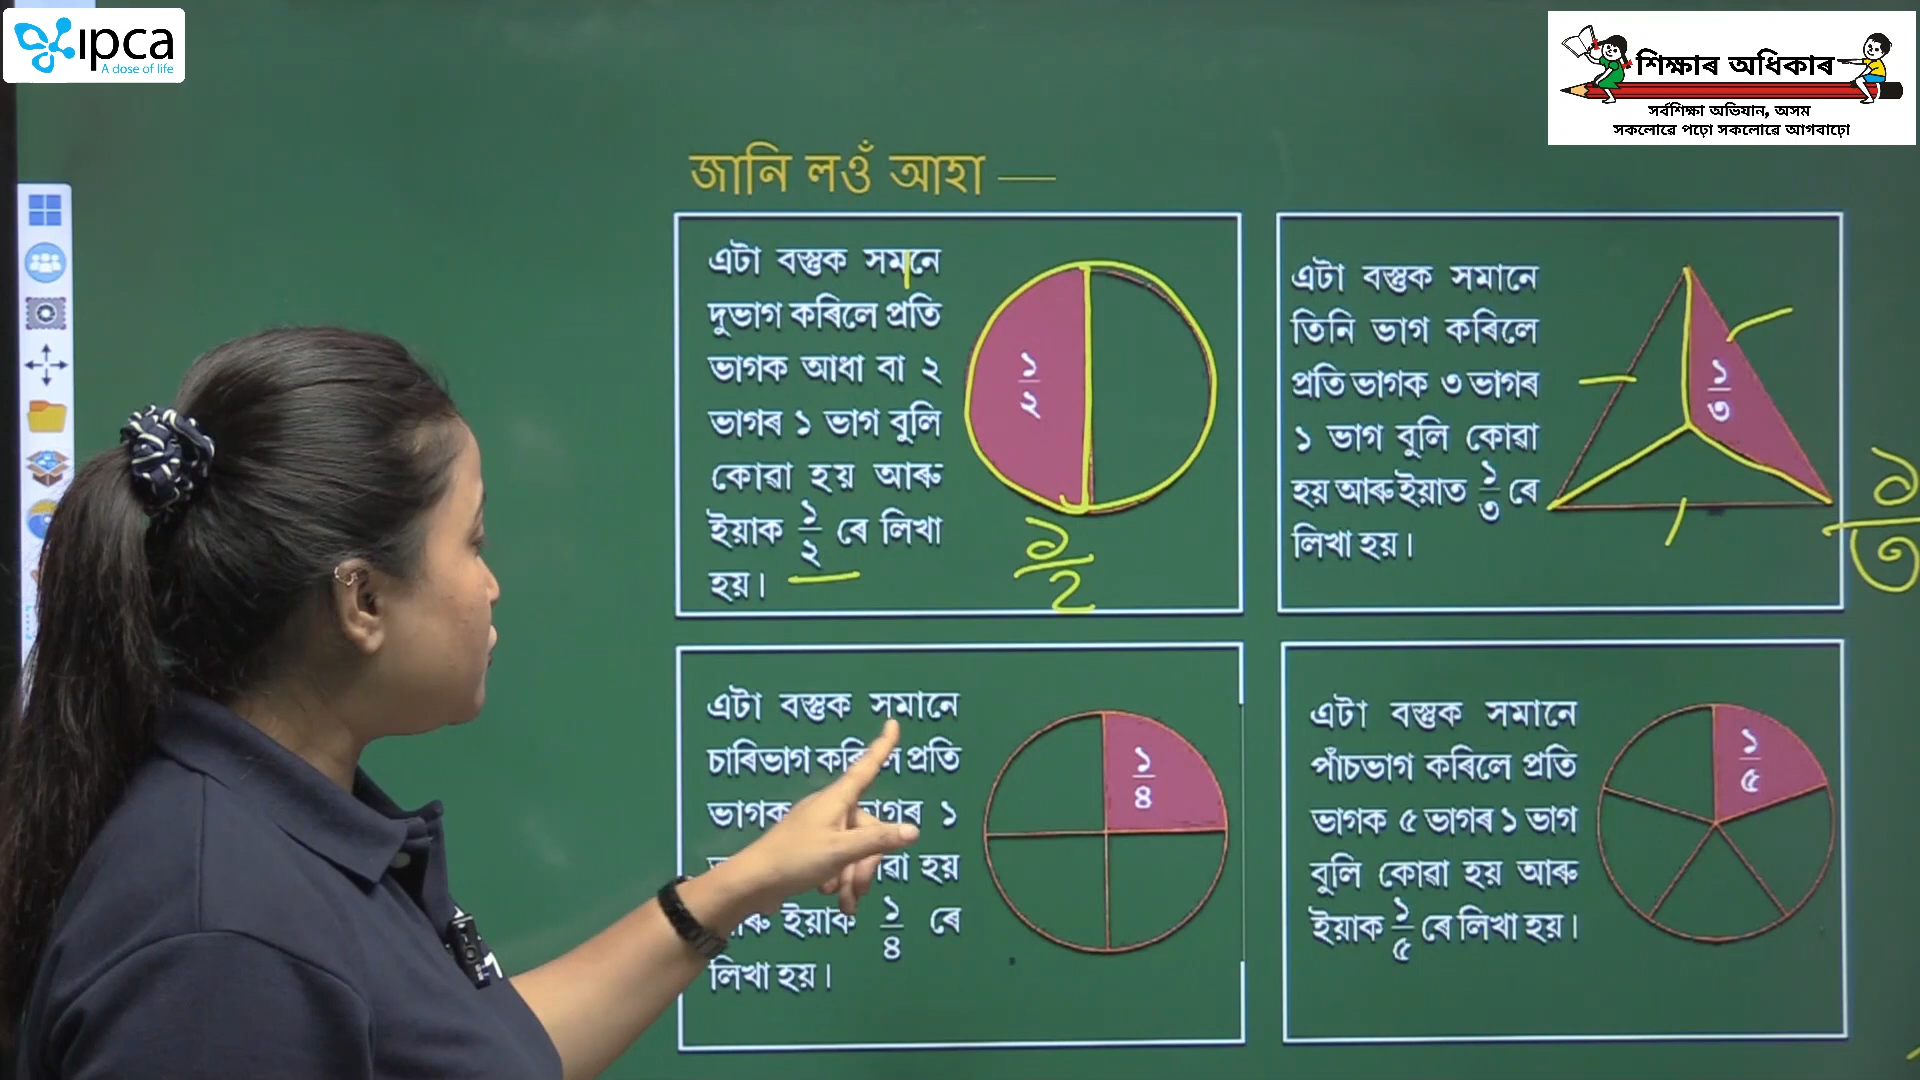 ipca
A dose of life
শিক্ষাৰ অধিকাৰ
সৰ্বশিক্ষা অভিযান, অসম
সকলোৱে পঢ়ো সকলোৱে আগবাঢ়ো
জানি লওঁ আহা —
এটা বস্তুক সমানে
দুভাগ কৰিলে প্ৰতি
ভাগক আধা বা ২
ভাগৰ ১ ভাগ বুলি
কোৱা হয় আৰু
ইয়াক ১/২ ৰে লিখা
হয়।
১/২
১/২
এটা বস্তুক সমানে
তিনি ভাগ কৰিলে
প্ৰতি ভাগক ৩ ভাগৰ
১ ভাগ বুলি কোৱা
হয় আৰু ইয়াত ১/৩ ৰে
লিখা হয়।
১/৩
১/৩
এটা বস্তুক সমানে
চাৰিভাগ প্ৰতি
ভাগক ১
হয়
ইয়াক ১/৪ ৰে
লিখা হয়।
১/৪
এটা বস্তুক সমানে
পাঁচভাগ কৰিলে প্ৰতি
ভাগক ৫ ভাগৰ ১ ভাগ
বুলি কোৱা হয় আৰু
ইয়াক ১/৫ ৰে লিখা হয়।
১/৫